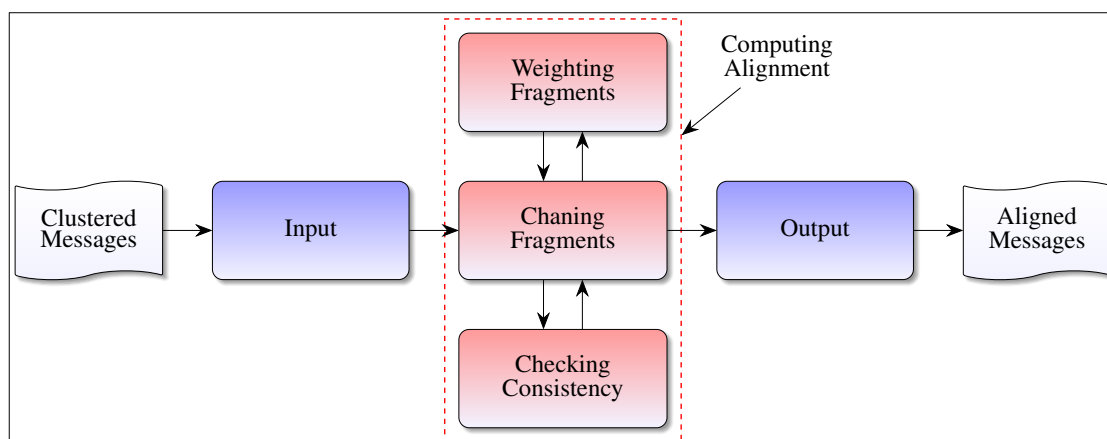 Weighting
Fragments
Computing
Alignment
Clustered
Messages
Input
Chaning
Fragments
Output
Aligned
Messages
Checking
Consistency